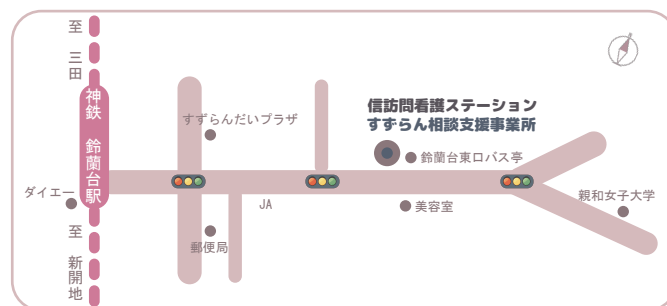 至 三田
神鉄 鈴蘭台駅
至 新開地
ダイエー
すずらんだいプラザ
郵便局
JA
信訪問看護ステーション
すずらん相談支援事業所
鈴蘭台東口バス亭
美容室
親和女子大学